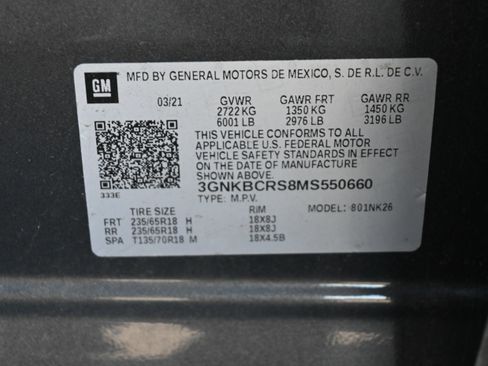 GM MFD BY GENERAL MOTORS DE MEXICO, S. DE R.L. DE C.V.
03/21 GVWR GAWR FRT GAWR RR
2722 KG 1350 KG 1450 KG
6001 LB 2976 LB 3196 LB
THIS VEHICLE CONFORMS TO ALL
APPLICABLE U.S. FEDERAL MOTOR
VEHICLE SAFETY STANDARDS IN EFFECT
ON THE DATE OF MANUFACTURE
SHOWN ABOVE.
3GNKBCRS8MS550660
333E TYPE: M.P.V. MODEL: 801NK26
TIRE SIZE RIM
FRT 235/65R18 H 18X8J
RR 235/65R18 H 18X8J
SPA T135/70R18 M 18X4.5B